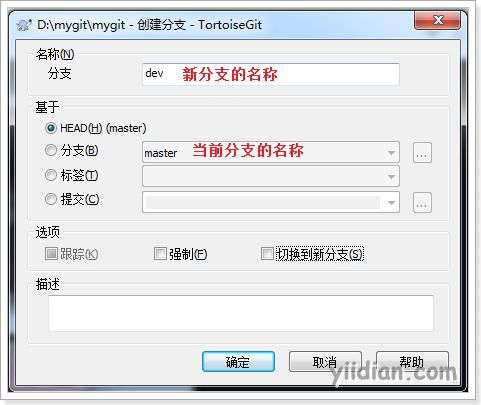 D:\mygit\mygit - 创建分支 - TortoiseGit
名称(N)
分支 dev 新分支的名称
基于
HEAD(H) (master)
分支(B) master 当前分支的名称 ...
标签(T)
提交(C) ...
选项
跟踪(K) 强制(F) 切换到新分支(S)
描述
确定 取消 帮助
yiidian.com